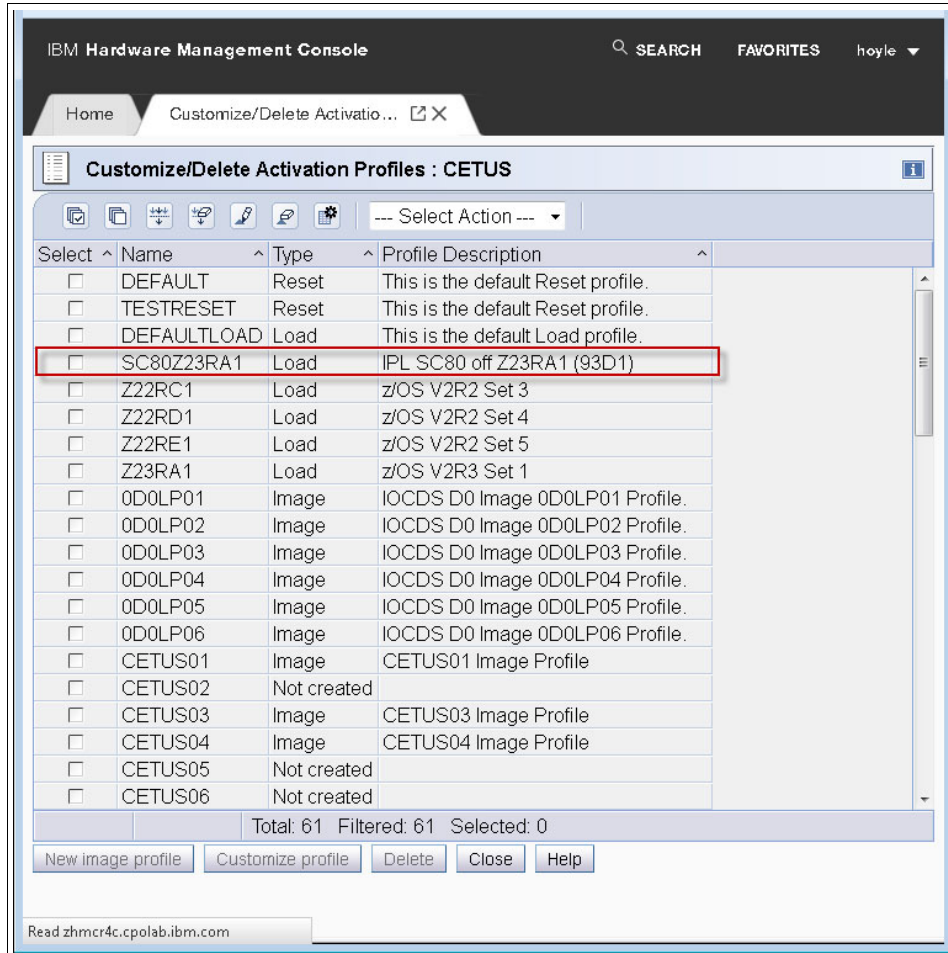 IBM Hardware Management Console SEARCH FAVORITES hoyle
Home Customize/Delete Activatio...
Customize/Delete Activation Profiles : CETUS
--- Select Action ---
Select Name Type Profile Description
DEFAULT Reset This is the default Reset profile.
TESTRESET Reset This is the default Reset profile.
DEFAULTLOAD Load This is the default Load profile.
SC80Z23RA1 Load IPL SC80 off Z23RA1 (93D1)
Z22RC1 Load z/OS V2R2 Set 3
Z22RD1 Load z/OS V2R2 Set 4
Z22RE1 Load z/OS V2R2 Set 5
Z23RA1 Load z/OS V2R3 Set 1
0D0LP01 Image IOCDS D0 Image 0D0LP01 Profile.
0D0LP02 Image IOCDS D0 Image 0D0LP02 Profile.
0D0LP03 Image IOCDS D0 Image 0D0LP03 Profile.
0D0LP04 Image IOCDS D0 Image 0D0LP04 Profile.
0D0LP05 Image IOCDS D0 Image 0D0LP05 Profile.
0D0LP06 Image IOCDS D0 Image 0D0LP06 Profile.
CETUS01 Image CETUS01 Image Profile
CETUS02 Not created
CETUS03 Image CETUS03 Image Profile
CETUS04 Image CETUS04 Image Profile
CETUS05 Not created
CETUS06 Not created
Total: 61 Filtered: 61 Selected: 0
New image profile Customize profile Delete Close Help
Read zhmcr4c.cpolab.ibm.com